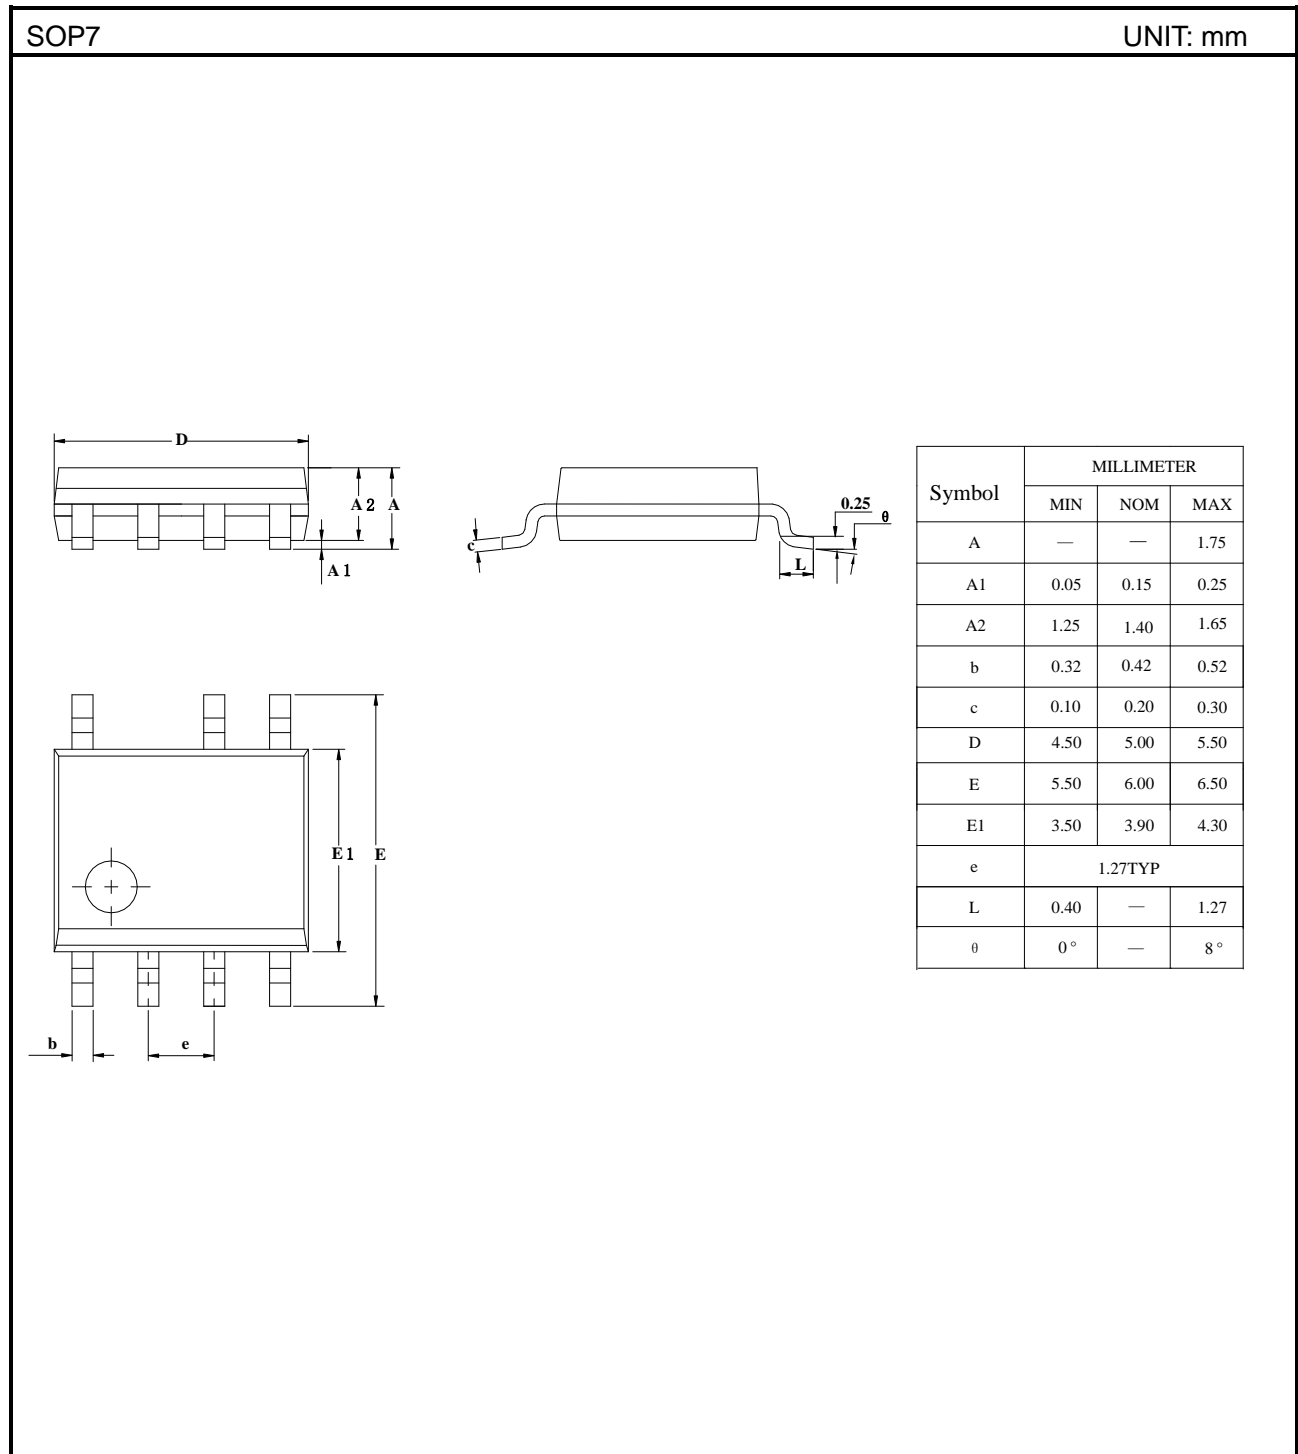 SOP7 UNIT: mm
D
A2 A
A1
c
0.25
θ
L
E1 E
b e
Symbol MILLIMETER
MIN NOM MAX
A — — 1.75
A1 0.05 0.15 0.25
A2 1.25 1.40 1.65
b 0.32 0.42 0.52
c 0.10 0.20 0.30
D 4.50 5.00 5.50
E 5.50 6.00 6.50
E1 3.50 3.90 4.30
e 1.27TYP
L 0.40 — 1.27
θ 0° — 8°